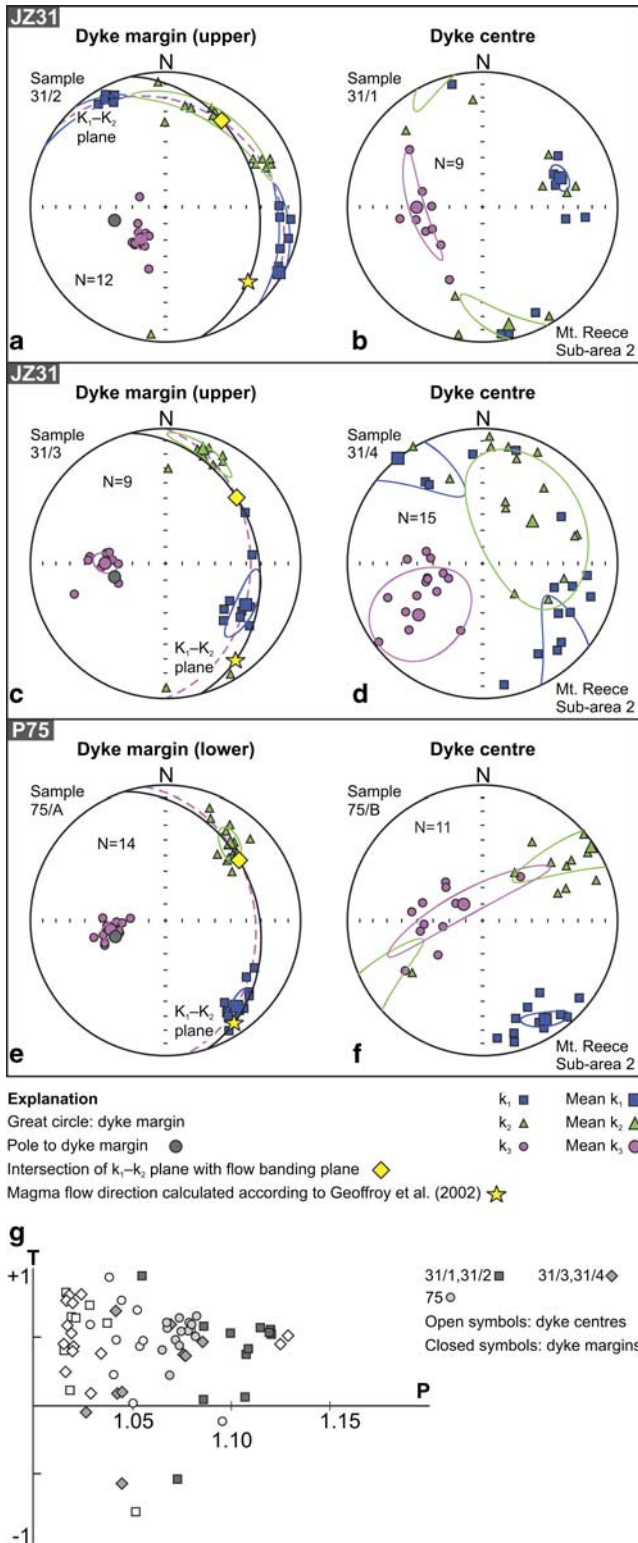 JZ31
Dyke margin (upper)
Dyke centre
Sample
31/2
N
K₁–K₂
plane
N=12
a
Sample
31/1
N
N=9
b
Mt. Reece
Sub-area 2
JZ31
Dyke margin (upper)
Dyke centre
Sample
31/3
N
N=9
K₁–K₂
plane
c
Sample
31/4
N
N=15
d
Mt. Reece
Sub-area 2
P75
Dyke margin (lower)
Dyke centre
Sample
75/A
N
N=14
K₁–K₂
plane
e
Sample
75/B
N
N=11
f
Mt. Reece
Sub-area 2
Explanation
Great circle: dyke margin
Pole to dyke margin
Intersection of k₁–k₂ plane with flow banding plane
Magma flow direction calculated according to Geoffroy et al. (2002)
k₁ Mean k₁
k₂ Mean k₂
k₃ Mean k₃
g
T
+1
P
1.05
1.10
1.15
-1
31/1,31/2 31/3,31/4
75
Open symbols: dyke centres
Closed symbols: dyke margins